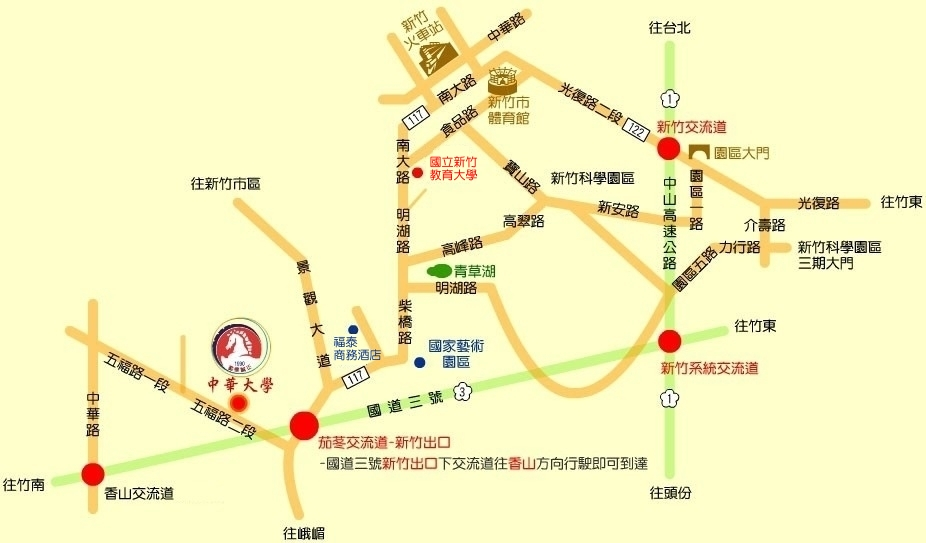 新竹
火車站
中華路
往台北
南大路
117
食品路
新竹市
體育館
光復路二段
122
1
新竹交流道
園區大門
南大路
國立新竹
教育大學
寶山路
新竹科學園區
往新竹市區
中山高速公路
園區一路
光復路
往竹東
明湖路
高翠路
新安路
介壽路
高峰路
力行路
新竹科學園區
三期大門
園區五路
青草湖
明湖路
景觀大道
柴橋路
往竹東
福泰
商務酒店
國家藝術
園區
五福路一段
中華大學
117
新竹系統交流道
中華路
五福路二段
國道三號
3
1
茄苳交流道-新竹出口
-國道三號新竹出口下交流道往香山方向行駛即可到達
往竹南
香山交流道
往頭份
往峨嵋